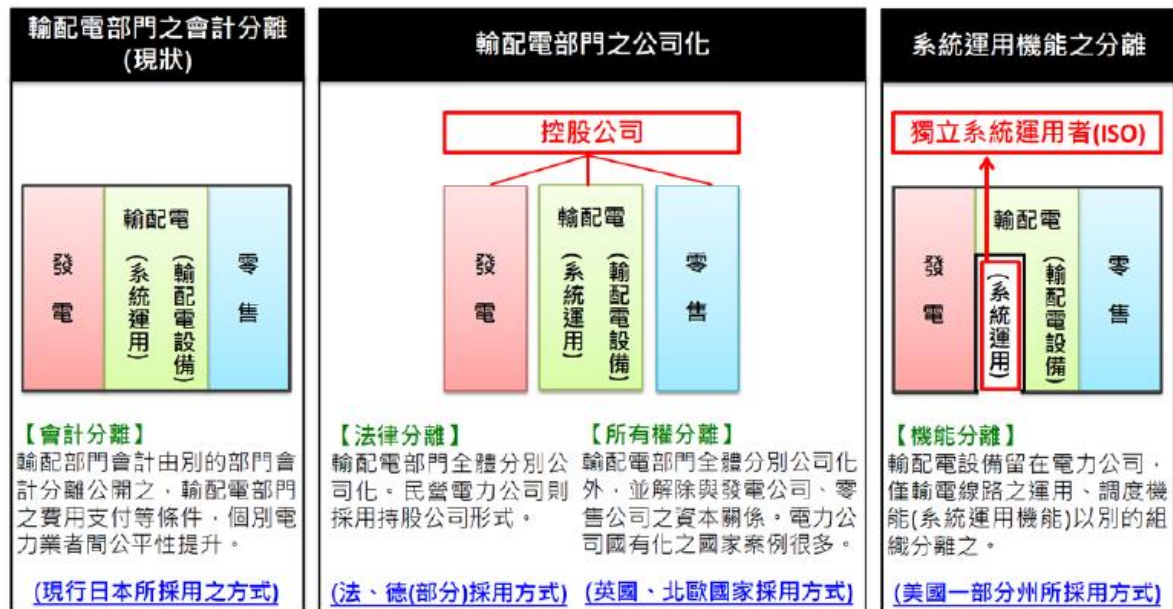 輸配電部門之會計分離
(現狀)
發電
輸配電
(系統運用)
(輸配電設備)
零售
【會計分離】
輸配部門會計由別的部門會
計分離公開之，輸配電部門
之費用支付等條件，個別電
力業者間公平性提升。
(現行日本所採用之方式)
輸配電部門之公司化
控股公司
發電
輸配電
(系統運用)
(輸配電設備)
零售
【法律分離】
輸配電部門全體分別公
司化。民營電力公司則
採用持股公司形式。
(法、德(部分)採用方式)
【所有權分離】
輸配電部門全體分別公司化
外，並解除與發電公司、零
售公司之資本關係。電力公
司國有化之國家案例很多。
(英國、北歐國家採用方式)
系統運用機能之分離
獨立系統運用者(ISO)
發電
輸配電
(系統運用)
(輸配電設備)
零售
【機能分離】
輸配電設備留在電力公司，
僅輸電線路之運用、調度機
能(系統運用機能)以別的組
織分離之。
(美國一部分州所採用方式)